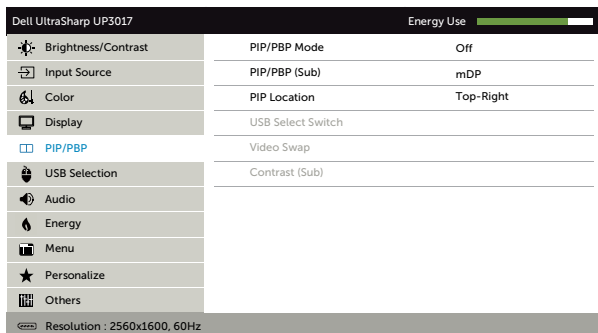 Dell UltraSharp UP3017 Energy Use
Brightness/Contrast PIP/PBP Mode Off
Input Source PIP/PBP (Sub) mDP
Color PIP Location Top-Right
Display USB Select Switch
PIP/PBP Video Swap
USB Selection Contrast (Sub)
Audio
Energy
Menu
Personalize
Others
Resolution : 2560x1600, 60Hz